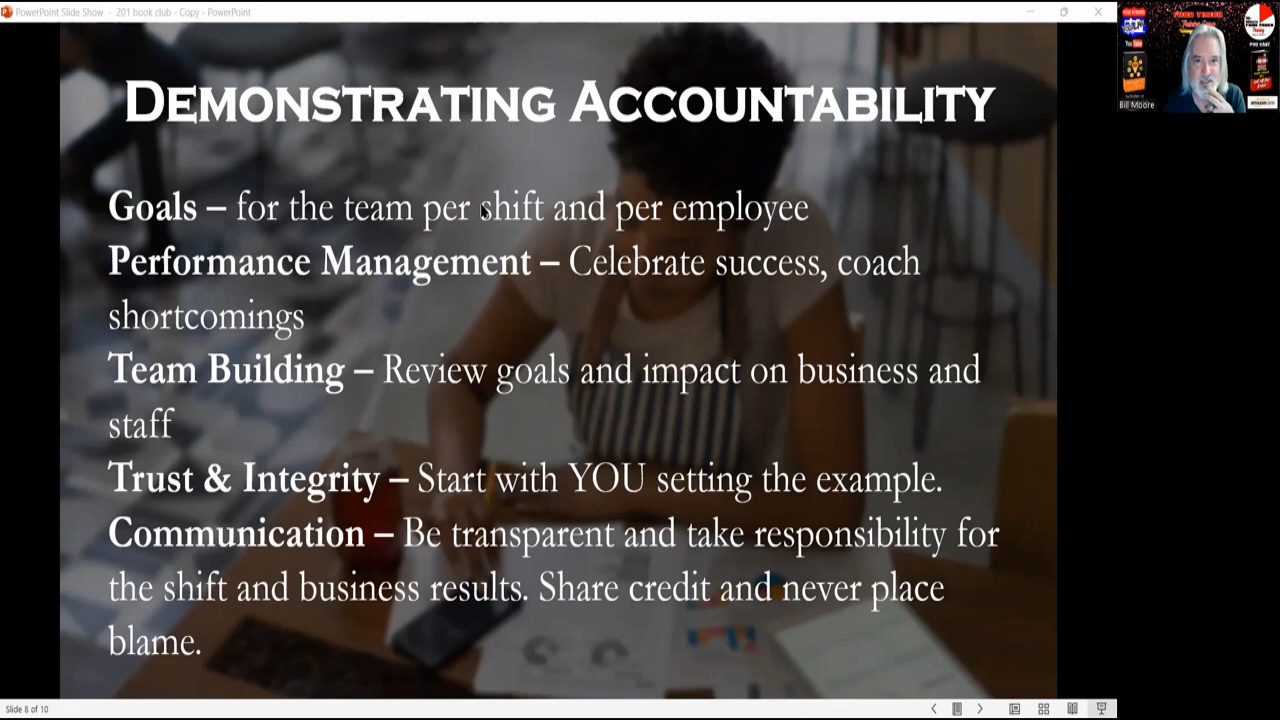 PowerPoint Slide Show - 201 book club - Copy - PowerPoint
DEMONSTRATING ACCOUNTABILITY
Goals – for the team per shift and per employee
Performance Management – Celebrate success, coach
shortcomings
Team Building – Review goals and impact on business and
staff
Trust & Integrity – Start with YOU setting the example.
Communication – Be transparent and take responsibility for
the shift and business results. Share credit and never place
blame.
Slide 8 of 10
Bill Moore